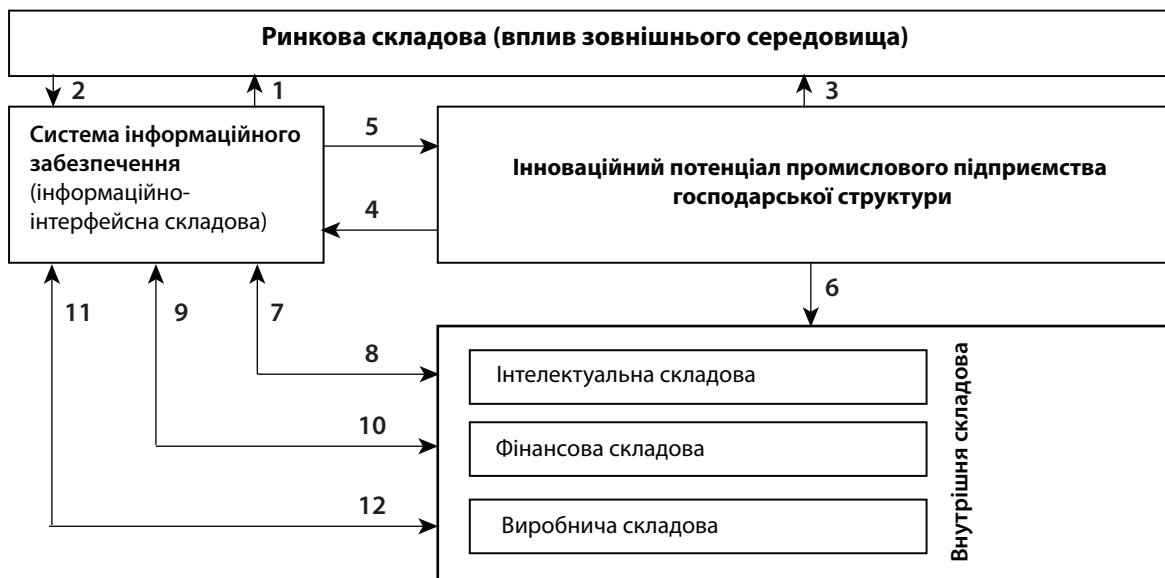 Ринкова складова (вплив зовнішнього середовища)
2
1
3
Система інформаційного
забезпечення
(інформаційно-
інтерфейсна складова)
5
4
Інноваційний потенціал промислового підприємства
господарської структури
6
11
9
7
8
Інтелектуальна складова
10
Фінансова складова
12
Виробнича складова
Внутрішня складова